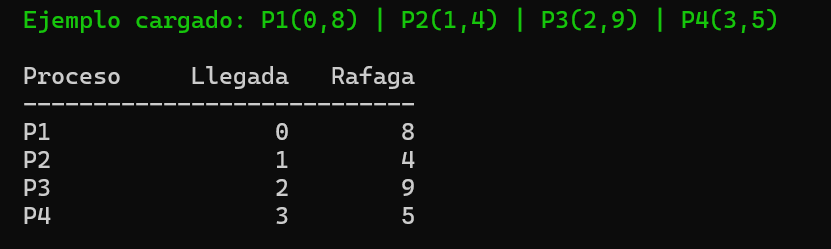 Ejemplo cargado: P1(0,8) | P2(1,4) | P3(2,9) | P4(3,5)
Proceso Llegada Rafaga
----------------------------
P1 0 8
P2 1 4
P3 2 9
P4 3 5